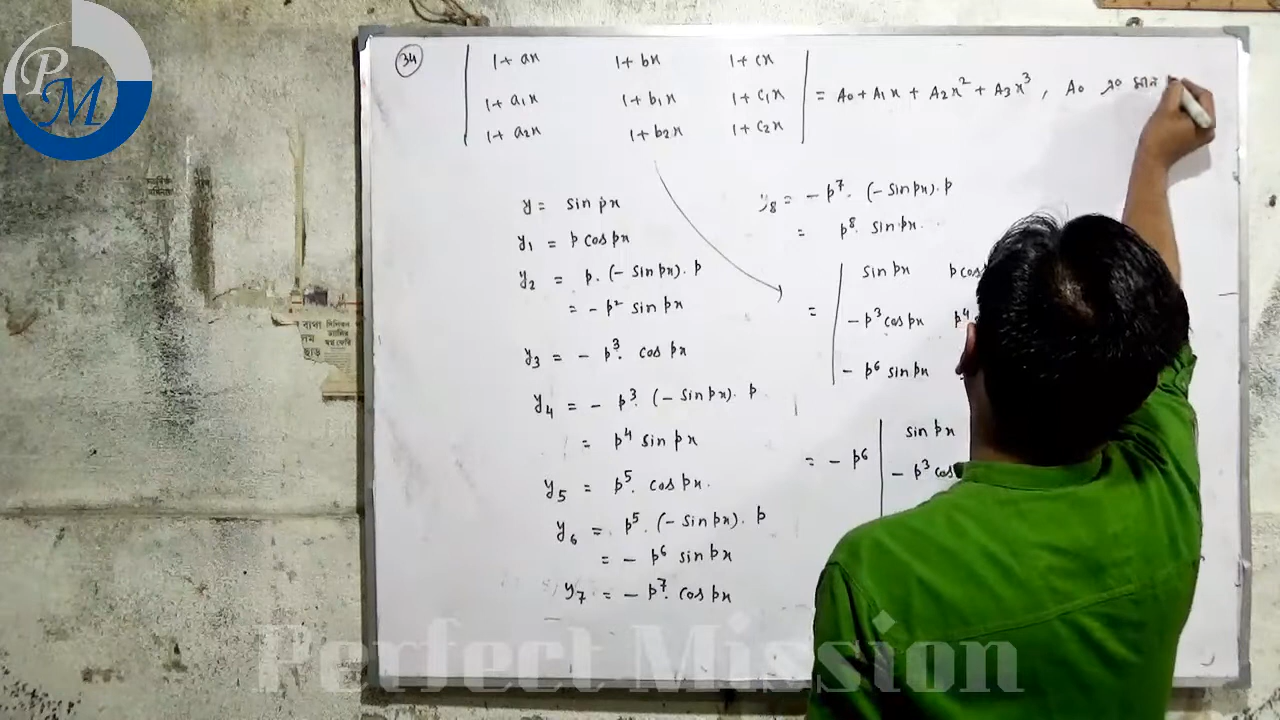 PM
34
| 1 + ax 1 + bx 1 + cx |
| 1 + a₁x 1 + b₁x 1 + c₁x | = A₀ + A₁x + A₂x² + A₃x³ , A₀ এর মান
| 1 + a₂x 1 + b₂x 1 + c₂x |
y = sin px
y₁ = p cos px
y₂ = p. (– sin px). p
= – p² sin px
y₃ = – p³. cos px
y₄ = – p³. (– sin px). p
= p⁴ sin px
y₅ = p⁵. cos px.
y₆ = p⁵. (– sin px). p
= – p⁶ sin px
y₇ = – p⁷. cos px
y₈ = – p⁷. (– sin px). p
= p⁸. sin px..
| sin px p cos
= | – p³ cos px p⁴
| – p⁶ sin px
= – p⁶ | sin px
| – p³ cos
Perfect Mission